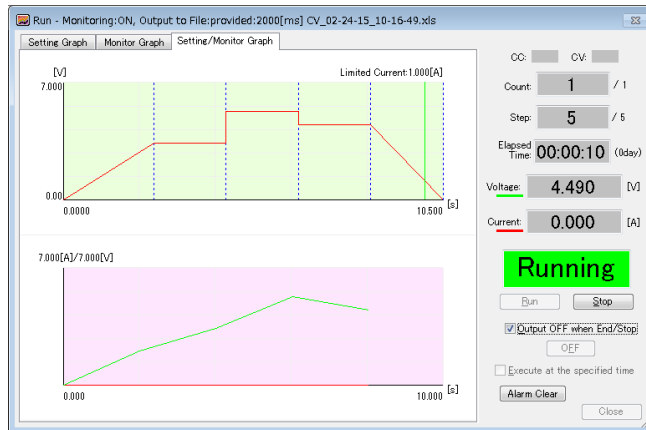 Run - Monitoring:ON, Output to File:provided:2000[ms] CV_02-24-15_10-16-49.xls
Setting Graph Monitor Graph Setting/Monitor Graph
[V] Limited Current:1.000[A]
7.000
0.00
0.0000 10.500 [s]
7.000[A]/7.000[V]
0.000 10.000 [s]
CC: CV:
Count: 1 / 1
Step: 5 / 5
Elapsed Time: 00:00:10 (0day)
Voltage: 4.490 [V]
Current: 0.000 [A]
Running
Run Stop
Output OFF when End/Stop
OFF
Execute at the specified time
Alarm Clear
Close